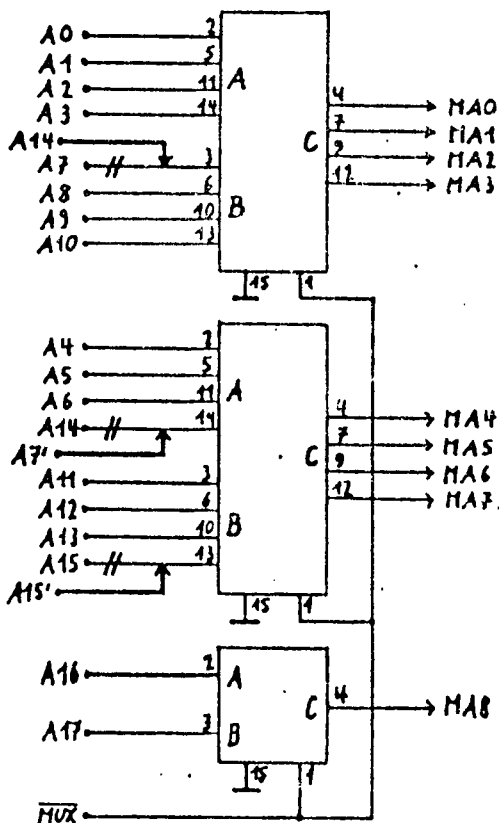 A0 2
A1 5
A2 11 A
A3 14 4 MA0
A14 7 MA1
A7 3 C 9 MA2
A8 6 12 MA3
A9 10 B
A10 13
15 1
A4 2
A5 5
A6 11 A
A14 14 4 MA4
A7' 7 MA5
A11 3 C 9 MA6
A12 6 12 MA7
A13 10 B
A15 13
A15'
15 1
A16 2 A
C 4 MA8
A17 3 B
15 1
MUX